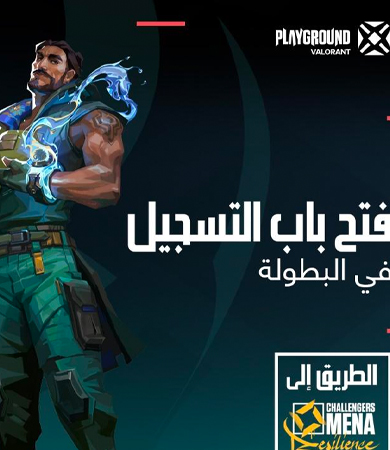 PLAYGROUND
VALORANT
فتح باب التسجيل
في البطولة
الطريق إلى
CHALLENGERS
MENA
Resilience